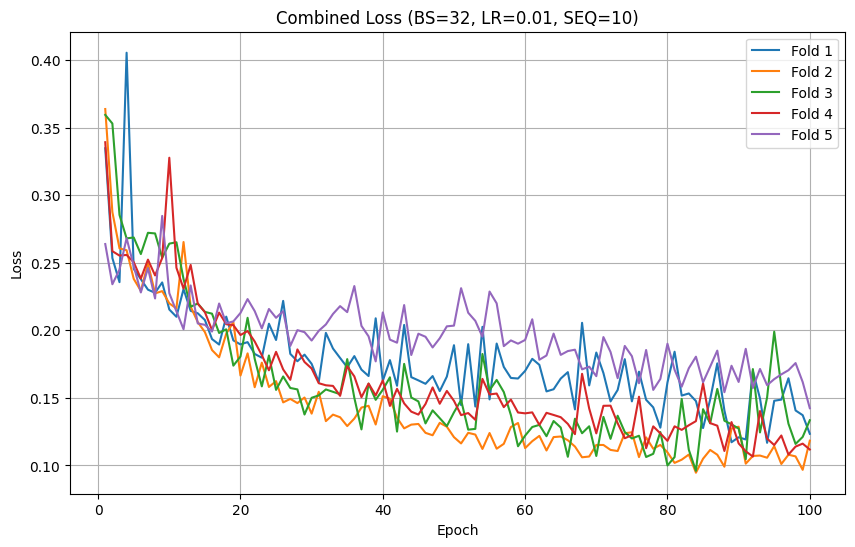 Combined Loss (BS=32, LR=0.01, SEQ=10)
Fold 1
Fold 2
Fold 3
Fold 4
Fold 5
Loss
0.40
0.35
0.30
0.25
0.20
0.15
0.10
0
20
40
60
80
100
Epoch